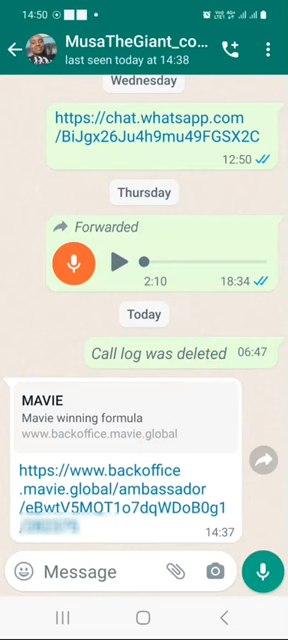 14:50
MusaTheGiant_co...
last seen today at 14:38
Wednesday
https://chat.whatsapp.com
/BiJgx26Ju4h9mu49FGSX2C
12:50
Thursday
Forwarded
2:10 18:34
Today
Call log was deleted 06:47
MAVIE
Mavie winning formula
www.backoffice.mavie.global
https://www.backoffice
.mavie.global/ambassador
/eBwtV5MOT1o7dqWDoB0g1
14:37
Message